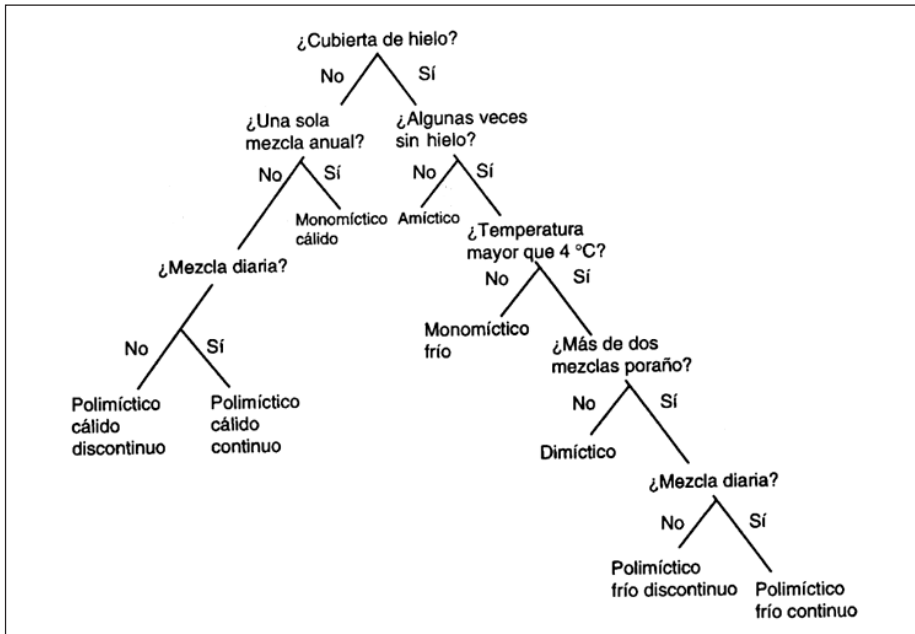 ¿Cubierta de hielo?
No
Sí
¿Una sola
mezcla anual?
¿Algunas veces
sin hielo?
No
Sí
No
Sí
Monomíctico
cálido
Amíctico
¿Temperatura
mayor que 4 °C?
¿Mezcla diaria?
No
Sí
Monomíctico
frío
¿Más de dos
mezclas poraño?
No
Sí
Polimíctico
cálido
discontinuo
Polimíctico
cálido
continuo
No
Sí
Dimíctico
¿Mezcla diaria?
No
Sí
Polimíctico
frío discontinuo
Polimíctico
frío continuo